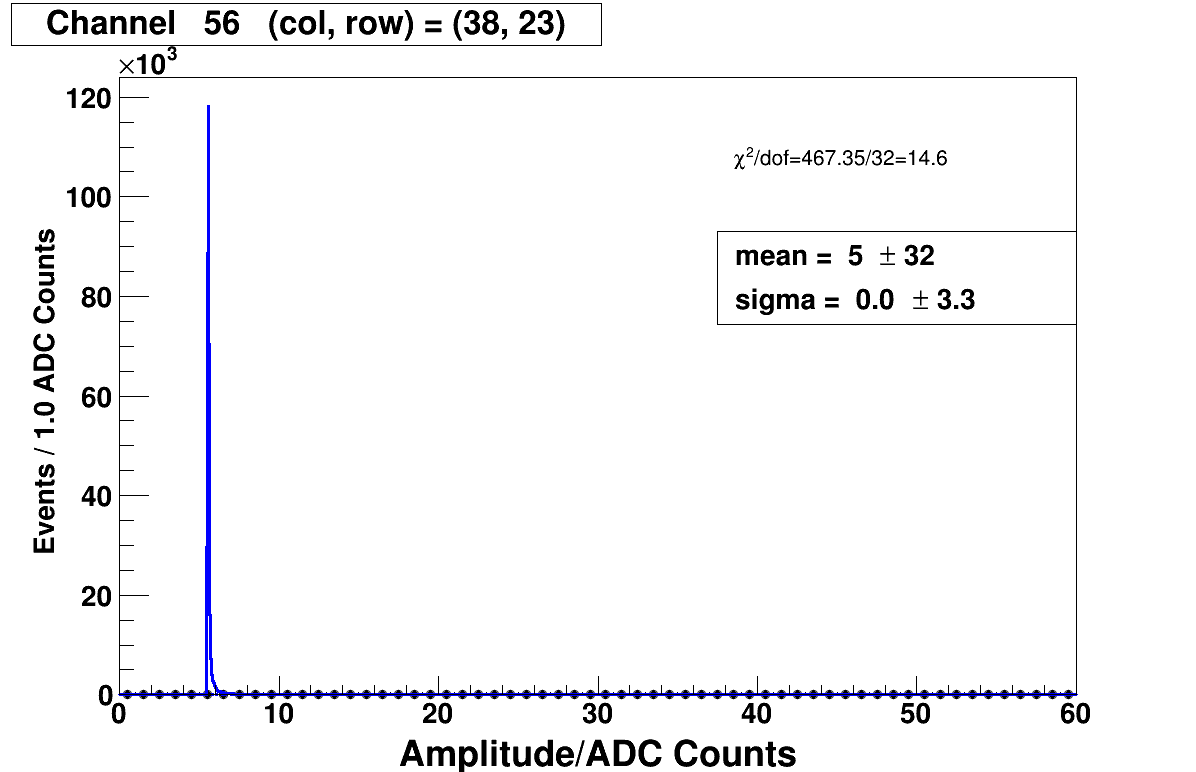 Channel 56 (col, row) = (38, 23)
×10³
120
100
80
60
40
20
0
Events / 1.0 ADC Counts
χ²/dof=467.35/32=14.6
mean = 5 ± 32
sigma = 0.0 ± 3.3
0 10 20 30 40 50 60
Amplitude/ADC Counts